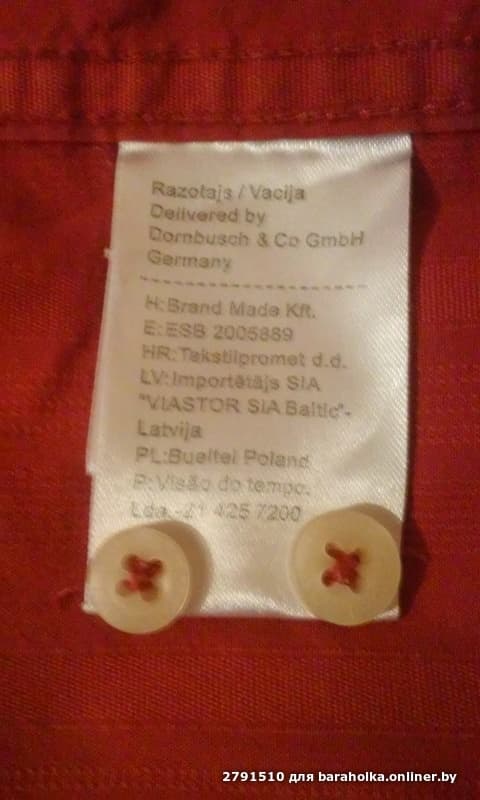 Razotajs / Vacija
Delivered by
Dornbusch & Co GmbH
Germany
H:Brand Made Kft.
E:ESB 2005889
HR:Tekstilpromet d.d.
LV:Importētājs SIA
"VIASTOR SIA Baltic"-
Latvija
PL:Bueltel Poland
P:Visão do tempo.
Lda.-21 425 7200
2791510 для baraholka.onliner.by